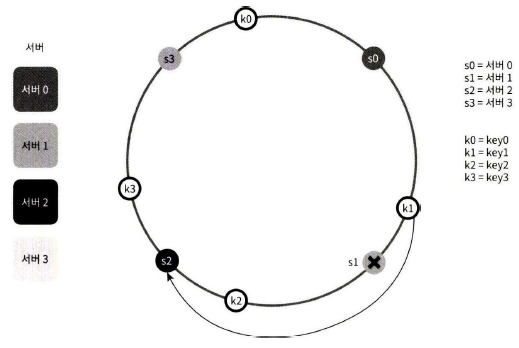 서버
서버 0
서버 1
서버 2
서버 3
k0
s3
s0
k3
k1
s2
s1
k2
s0 = 서버 0
s1 = 서버 1
s2 = 서버 2
s3 = 서버 3
k0 = key0
k1 = key1
k2 = key2
k3 = key3